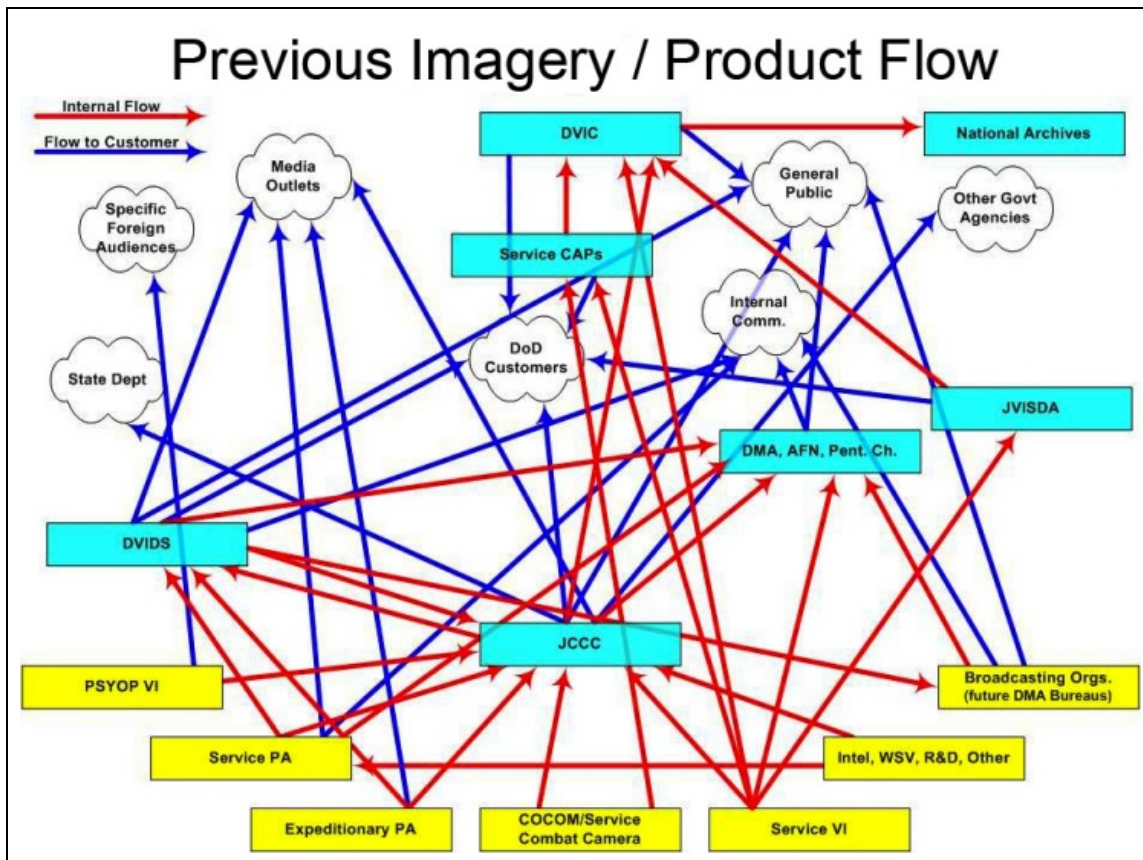 Previous Imagery / Product Flow
Internal Flow
Flow to Customer
DVIC
National Archives
Media
Outlets
General
Public
Specific
Foreign
Audiences
Other Govt
Agencies
Service CAPs
Internal
Comm.
State Dept
DoD
Customers
JVISDA
DMA, AFN, Pent. Ch.
DVIDS
JCCC
PSYOP VI
Broadcasting Orgs.
(future DMA Bureaus)
Service PA
Intel, WSV, R&D, Other
Expeditionary PA
COCOM/Service
Combat Camera
Service VI